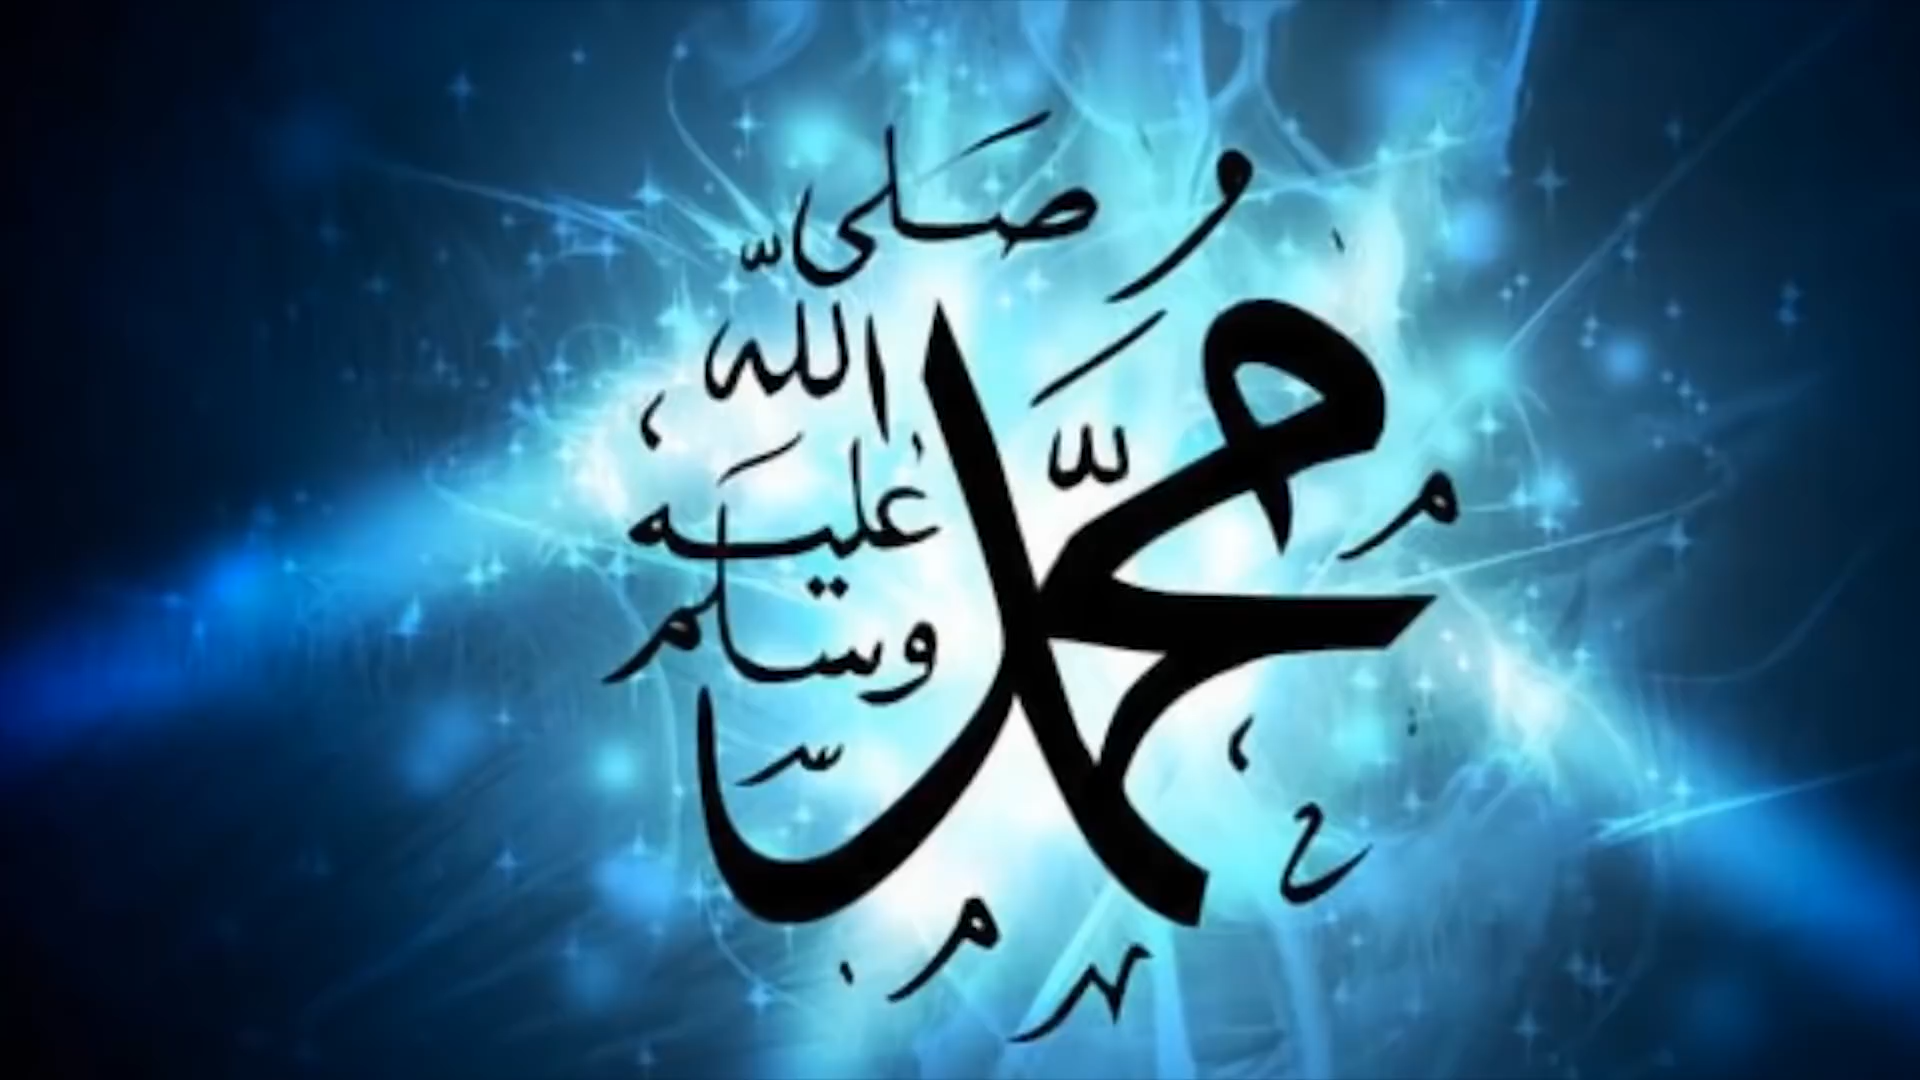 محمد
صلى
الله
عليه
وسلم